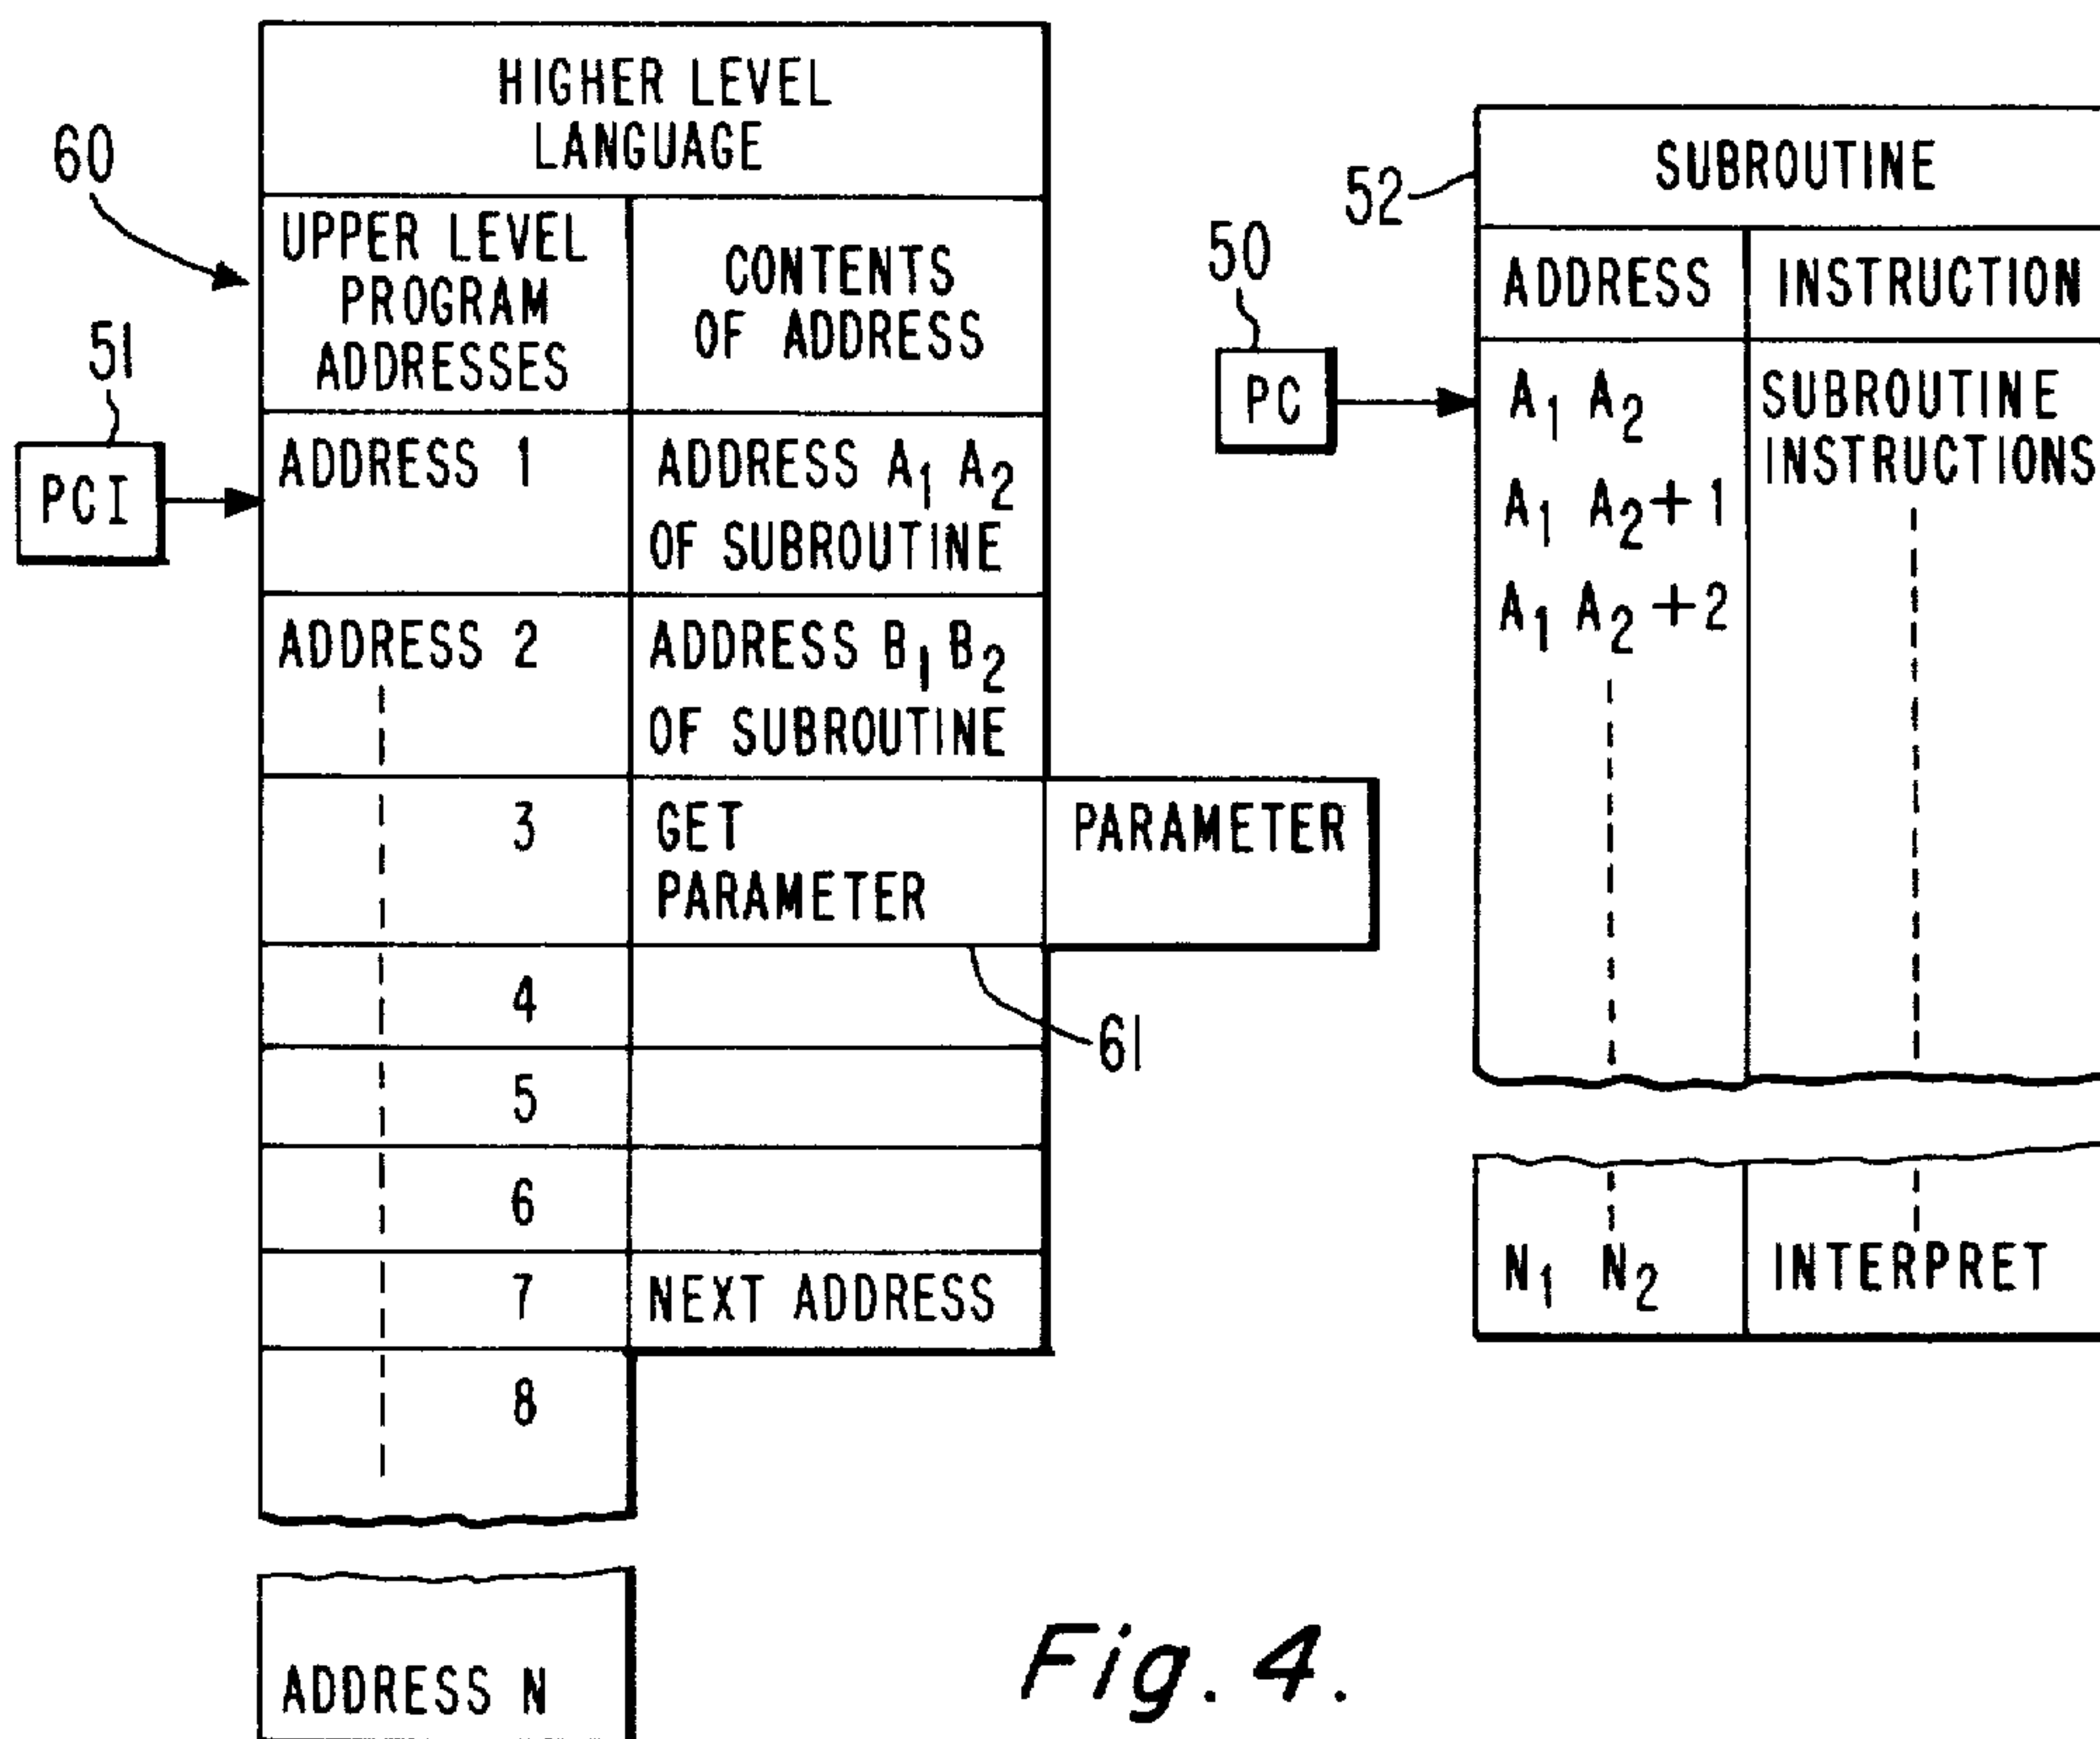 HIGHER LEVEL
LANGUAGE
60
UPPER LEVEL
PROGRAM
ADDRESSES
CONTENTS
OF ADDRESS
51
PCI
ADDRESS 1
ADDRESS A1 A2
OF SUBROUTINE
ADDRESS 2
ADDRESS B1 B2
OF SUBROUTINE
3
GET
PARAMETER
PARAMETER
4
61
5
6
7
NEXT ADDRESS
8
ADDRESS N
52
SUBROUTINE
50
PC
ADDRESS
INSTRUCTION
A1 A2
SUBROUTINE
INSTRUCTIONS
A1 A2+1
A1 A2+2
N1 N2
INTERPRET
Fig. 4.